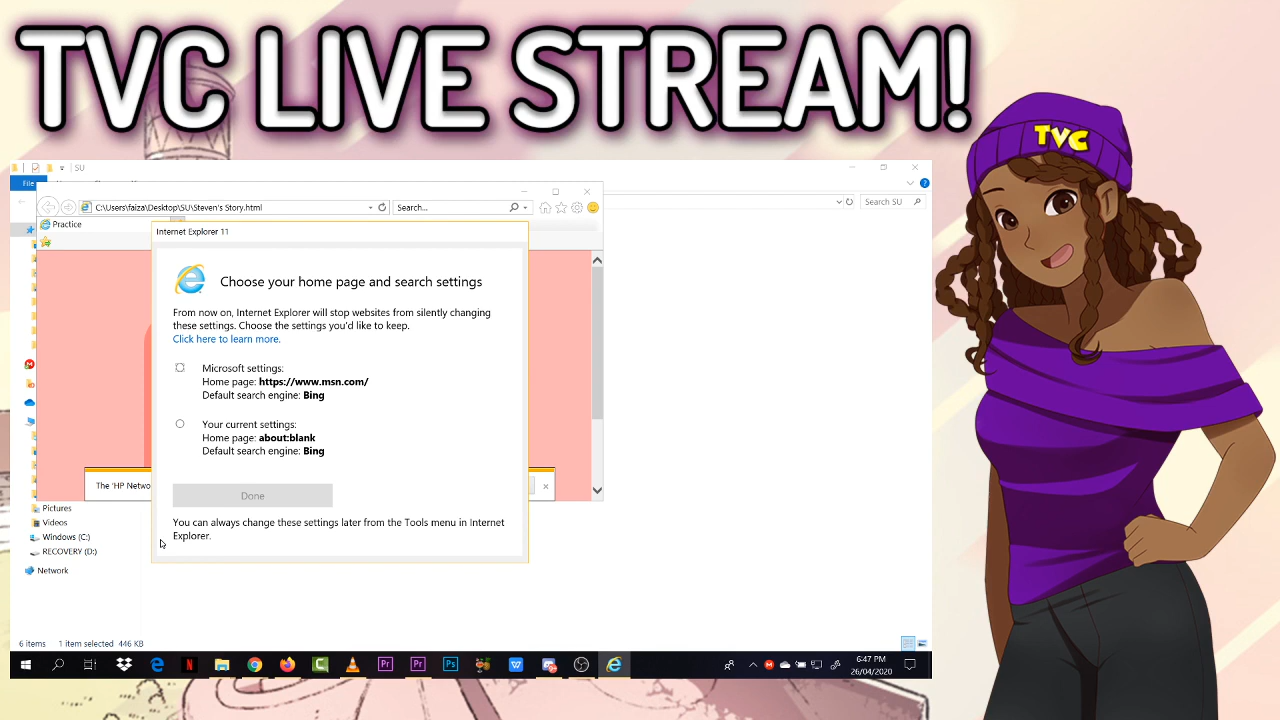 TVC LIVE STREAM!
TVC
SU
File
C:\Users\faiza\Desktop\SU\Steven's Story.html
Search...
Search SU
Practice
Internet Explorer 11
Choose your home page and search settings
From now on, Internet Explorer will stop websites from silently changing
these settings. Choose the settings you'd like to keep.
Click here to learn more.
Microsoft settings:
Home page: https://www.msn.com/
Default search engine: Bing
Your current settings:
Home page: about:blank
Default search engine: Bing
The 'HP Netwo
Done
You can always change these settings later from the Tools menu in Internet
Explorer.
Pictures
Videos
Windows (C:)
RECOVERY (D:)
Network
6 items 1 item selected 446 KB
6:47 PM
26/04/2020